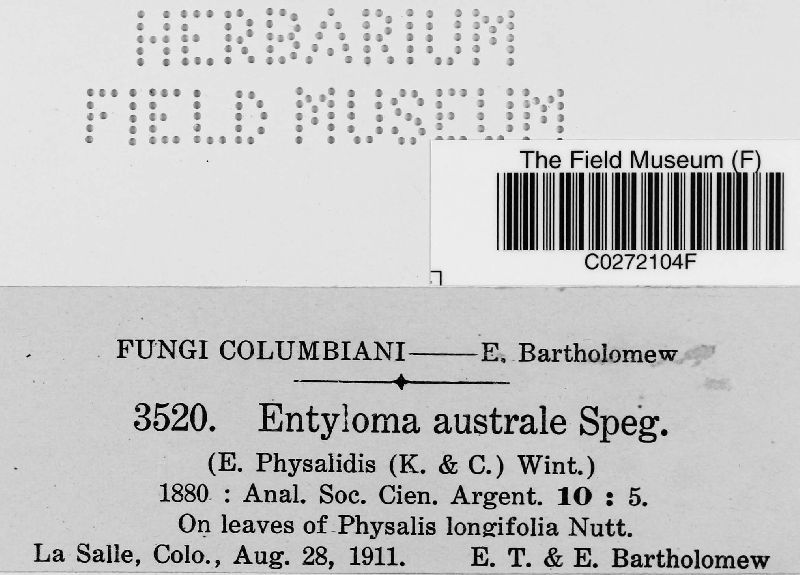 HERBARIUM
FIELD MUSEUM
The Field Museum (F)
C0272104F
FUNGI COLUMBIANI——E. Bartholomew
3520. Entyloma australe Speg.
(E. Physalidis (K. & C.) Wint.)
1880 : Anal. Soc. Cien. Argent. 10 : 5.
On leaves of Physalis longifolia Nutt.
La Salle, Colo., Aug. 28, 1911. E. T. & E. Bartholomew